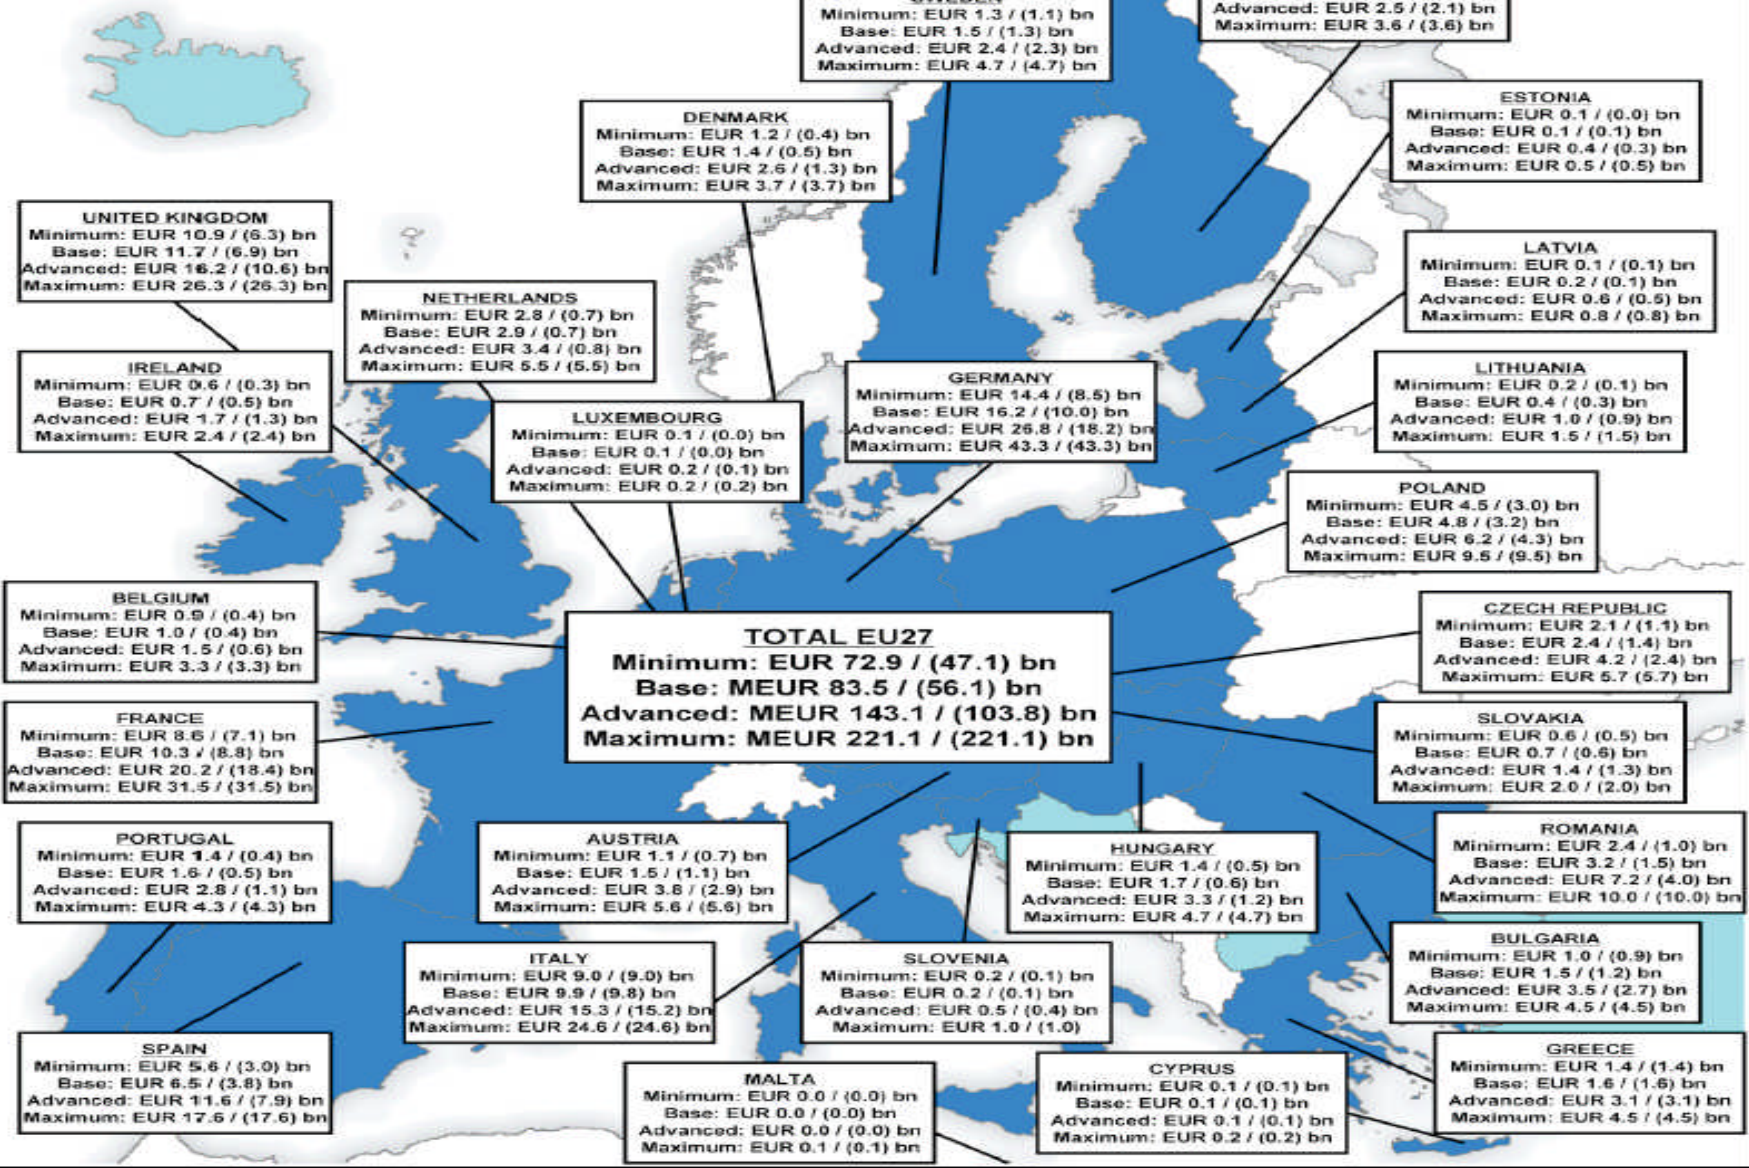 SWEDEN
Minimum: EUR 1.3 / (1.1) bn
Base: EUR 1.5 / (1.3) bn
Advanced: EUR 2.4 / (2.3) bn
Maximum: EUR 4.7 / (4.7) bn
Advanced: EUR 2.5 / (2.1) bn
Maximum: EUR 3.6 / (3.6) bn
ESTONIA
Minimum: EUR 0.1 / (0.0) bn
Base: EUR 0.1 / (0.1) bn
Advanced: EUR 0.4 / (0.3) bn
Maximum: EUR 0.5 / (0.5) bn
DENMARK
Minimum: EUR 1.2 / (0.4) bn
Base: EUR 1.4 / (0.5) bn
Advanced: EUR 2.6 / (1.3) bn
Maximum: EUR 3.7 / (3.7) bn
UNITED KINGDOM
Minimum: EUR 10.9 / (6.3) bn
Base: EUR 11.7 / (6.9) bn
Advanced: EUR 16.2 / (10.6) bn
Maximum: EUR 26.3 / (26.3) bn
LATVIA
Minimum: EUR 0.1 / (0.1) bn
Base: EUR 0.2 / (0.1) bn
Advanced: EUR 0.6 / (0.5) bn
Maximum: EUR 0.8 / (0.8) bn
NETHERLANDS
Minimum: EUR 2.8 / (0.7) bn
Base: EUR 2.9 / (0.7) bn
Advanced: EUR 3.4 / (0.8) bn
Maximum: EUR 5.5 / (5.5) bn
IRELAND
Minimum: EUR 0.6 / (0.3) bn
Base: EUR 0.7 / (0.5) bn
Advanced: EUR 1.7 / (1.3) bn
Maximum: EUR 2.4 / (2.4) bn
LUXEMBOURG
Minimum: EUR 0.1 / (0.0) bn
Base: EUR 0.1 / (0.0) bn
Advanced: EUR 0.2 / (0.1) bn
Maximum: EUR 0.2 / (0.2) bn
GERMANY
Minimum: EUR 14.4 / (8.5) bn
Base: EUR 16.2 / (10.0) bn
Advanced: EUR 26.8 / (18.2) bn
Maximum: EUR 43.3 / (43.3) bn
LITHUANIA
Minimum: EUR 0.2 / (0.1) bn
Base: EUR 0.4 / (0.3) bn
Advanced: EUR 1.0 / (0.9) bn
Maximum: EUR 1.5 / (1.5) bn
POLAND
Minimum: EUR 4.5 / (3.0) bn
Base: EUR 4.8 / (3.2) bn
Advanced: EUR 6.2 / (4.3) bn
Maximum: EUR 9.5 / (9.5) bn
BELGIUM
Minimum: EUR 0.9 / (0.4) bn
Base: EUR 1.0 / (0.4) bn
Advanced: EUR 1.5 / (0.6) bn
Maximum: EUR 3.3 / (3.3) bn
TOTAL EU27
Minimum: EUR 72.9 / (47.1) bn
Base: MEUR 83.5 / (56.1) bn
Advanced: MEUR 143.1 / (103.8) bn
Maximum: MEUR 221.1 / (221.1) bn
CZECH REPUBLIC
Minimum: EUR 2.1 / (1.1) bn
Base: EUR 2.4 / (1.4) bn
Advanced: EUR 4.2 / (2.4) bn
Maximum: EUR 5.7 (5.7) bn
FRANCE
Minimum: EUR 8.6 / (7.1) bn
Base: EUR 10.3 / (8.8) bn
Advanced: EUR 20.2 / (18.4) bn
Maximum: EUR 31.5 / (31.5) bn
SLOVAKIA
Minimum: EUR 0.6 / (0.5) bn
Base: EUR 0.7 / (0.6) bn
Advanced: EUR 1.4 / (1.3) bn
Maximum: EUR 2.0 / (2.0) bn
PORTUGAL
Minimum: EUR 1.4 / (0.4) bn
Base: EUR 1.6 / (0.5) bn
Advanced: EUR 2.8 / (1.1) bn
Maximum: EUR 4.3 / (4.3) bn
AUSTRIA
Minimum: EUR 1.1 / (0.7) bn
Base: EUR 1.5 / (1.1) bn
Advanced: EUR 3.8 / (2.9) bn
Maximum: EUR 5.6 / (5.6) bn
HUNGARY
Minimum: EUR 1.4 / (0.5) bn
Base: EUR 1.7 / (0.6) bn
Advanced: EUR 3.3 / (1.2) bn
Maximum: EUR 4.7 / (4.7) bn
ROMANIA
Minimum: EUR 2.4 / (1.0) bn
Base: EUR 3.2 / (1.5) bn
Advanced: EUR 7.2 / (4.0) bn
Maximum: EUR 10.0 / (10.0) bn
ITALY
Minimum: EUR 9.0 / (9.0) bn
Base: EUR 9.9 / (9.8) bn
Advanced: EUR 15.3 / (15.2) bn
Maximum: EUR 24.6 / (24.6) bn
SLOVENIA
Minimum: EUR 0.2 / (0.1) bn
Base: EUR 0.2 / (0.1) bn
Advanced: EUR 0.5 / (0.4) bn
Maximum: EUR 1.0 / (1.0)
BULGARIA
Minimum: EUR 1.0 / (0.9) bn
Base: EUR 1.5 / (1.2) bn
Advanced: EUR 3.5 / (2.7) bn
Maximum: EUR 4.5 / (4.5) bn
SPAIN
Minimum: EUR 5.6 / (3.0) bn
Base: EUR 6.5 / (3.8) bn
Advanced: EUR 11.6 / (7.9) bn
Maximum: EUR 17.6 / (17.6) bn
MALTA
Minimum: EUR 0.0 / (0.0) bn
Base: EUR 0.0 / (0.0) bn
Advanced: EUR 0.0 / (0.0) bn
Maximum: EUR 0.1 / (0.1) bn
CYPRUS
Minimum: EUR 0.1 / (0.1) bn
Base: EUR 0.1 / (0.1) bn
Advanced: EUR 0.1 / (0.1) bn
Maximum: EUR 0.2 / (0.2) bn
GREECE
Minimum: EUR 1.4 / (1.4) bn
Base: EUR 1.6 / (1.6) bn
Advanced: EUR 3.1 / (3.1) bn
Maximum: EUR 4.5 / (4.5) bn